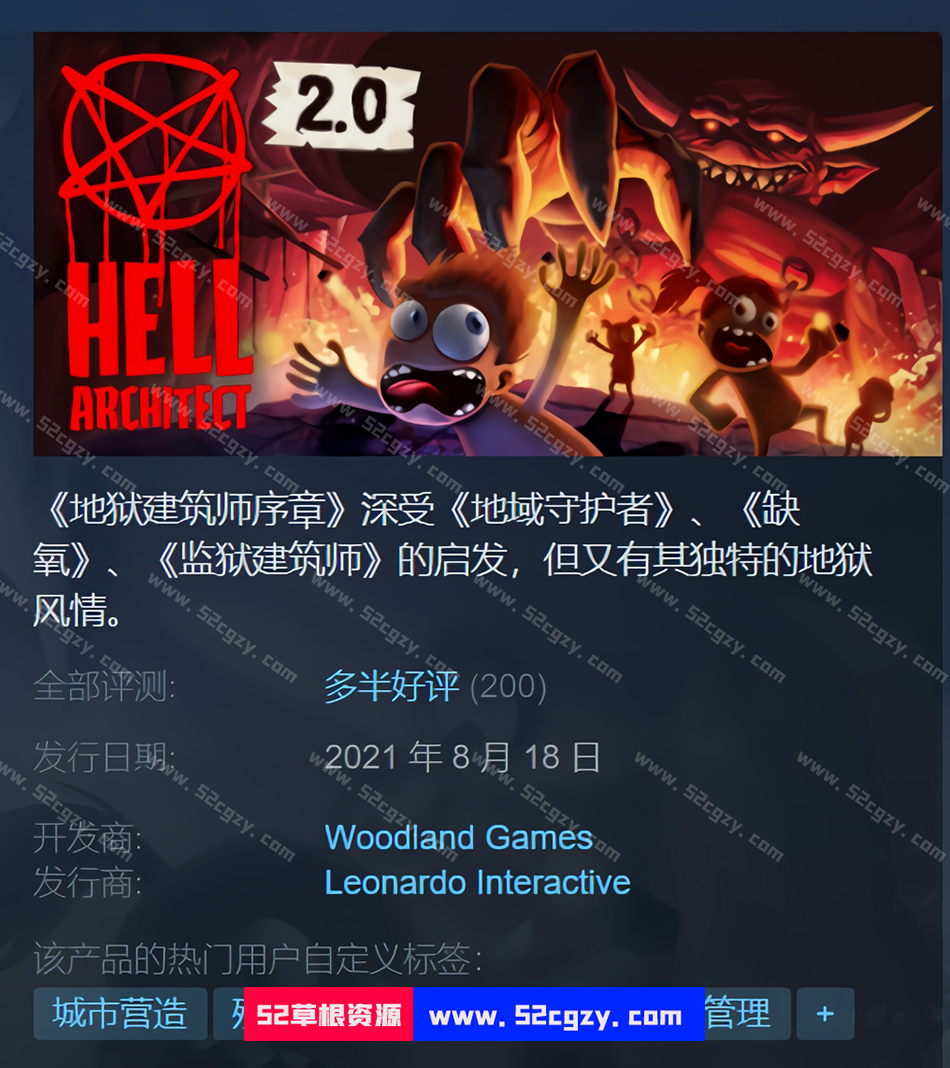 2.0
HELL
ARCHITECT
《地狱建筑师序章》深受《地域守护者》、《缺
氧》、《监狱建筑师》的启发，但又有其独特的地狱
风情。
全部评测: 多半好评 (200)
发行日期: 2021 年 8 月 18 日
开发商: Woodland Games
发行商: Leonardo Interactive
该产品的热门用户自定义标签:
城市营造 52草根资源 www.52cgzy.com 管理 +